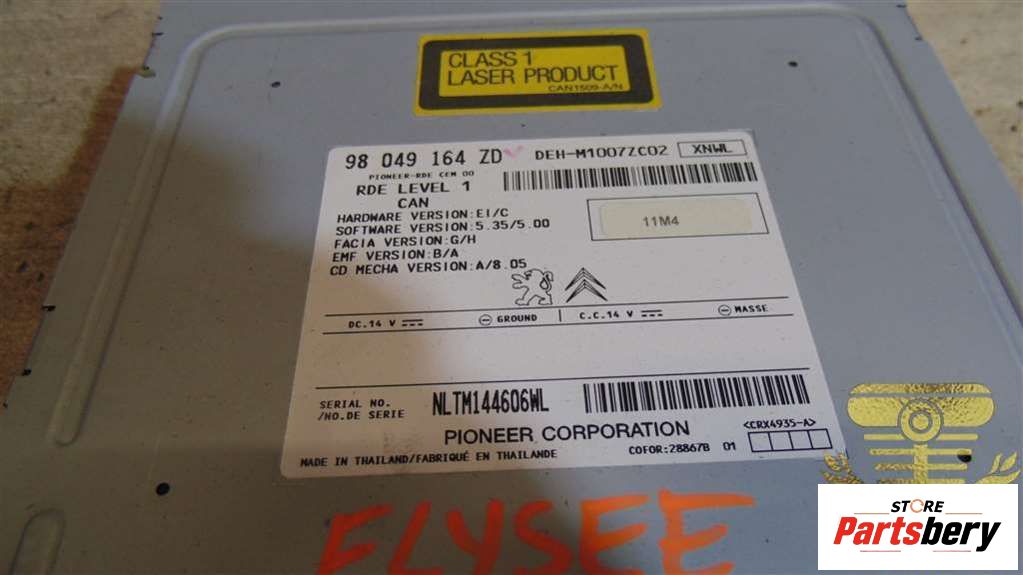 CLASS 1
LASER PRODUCT
CAN1509-A/N
98 049 164 ZD DEH-M1007ZC02 XNWL
PIONEER-RDE CEM 00
RDE LEVEL 1
CAN
11M4
HARDWARE VERSION:EI/C
SOFTWARE VERSION:5.35/5.00
FACIA VERSION:G/H
EMF VERSION:B/A
CD MECHA VERSION:A/8.05
DC.14 V GROUND C.C.14 V MASSE
SERIAL NO.
/NO.DE SERIE NLTM144606WL
PIONEER CORPORATION <CRX4935-A>
COFOR:28867B 01
MADE IN THAILAND/FABRIQUÉ EN THAILANDE
ELYSEE
STORE
Partsbery